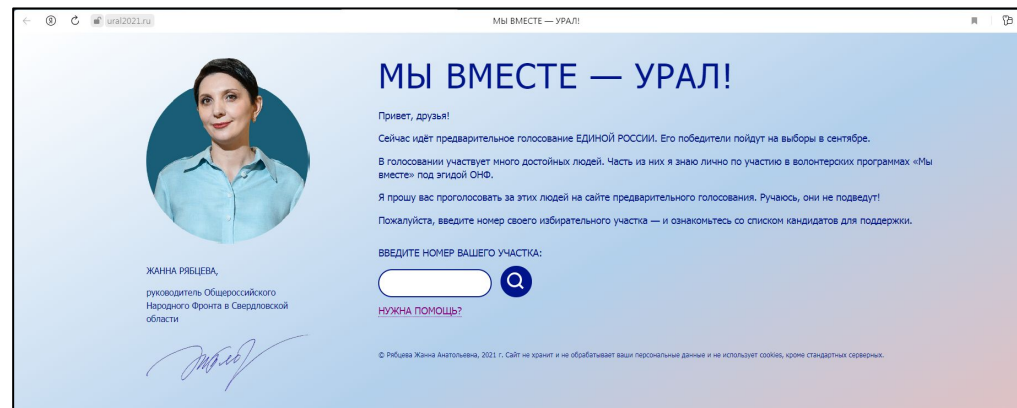 ural2021.ru
МЫ ВМЕСТЕ — УРАЛ!
МЫ ВМЕСТЕ — УРАЛ!
Привет, друзья!
Сейчас идёт предварительное голосование ЕДИНОЙ РОССИИ. Его победители пойдут на выборы в сентябре.
В голосовании участвует много достойных людей. Часть из них я знаю лично по участию в волонтерских программах «Мы
вместе» под эгидой ОНФ.
Я прошу вас проголосовать за этих людей на сайте предварительного голосования. Ручаюсь, они не подведут!
Пожалуйста, введите номер своего избирательного участка — и ознакомьтесь со списком кандидатов для поддержки.
ВВЕДИТЕ НОМЕР ВАШЕГО УЧАСТКА:
НУЖНА ПОМОЩЬ?
ЖАННА РЯБЦЕВА,
руководитель Общероссийского
Народного Фронта в Свердловской
области
© Рябцева Жанна Анатольевна, 2021 г. Сайт не хранит и не обрабатывает ваши персональные данные и не использует cookies, кроме стандартных серверных.